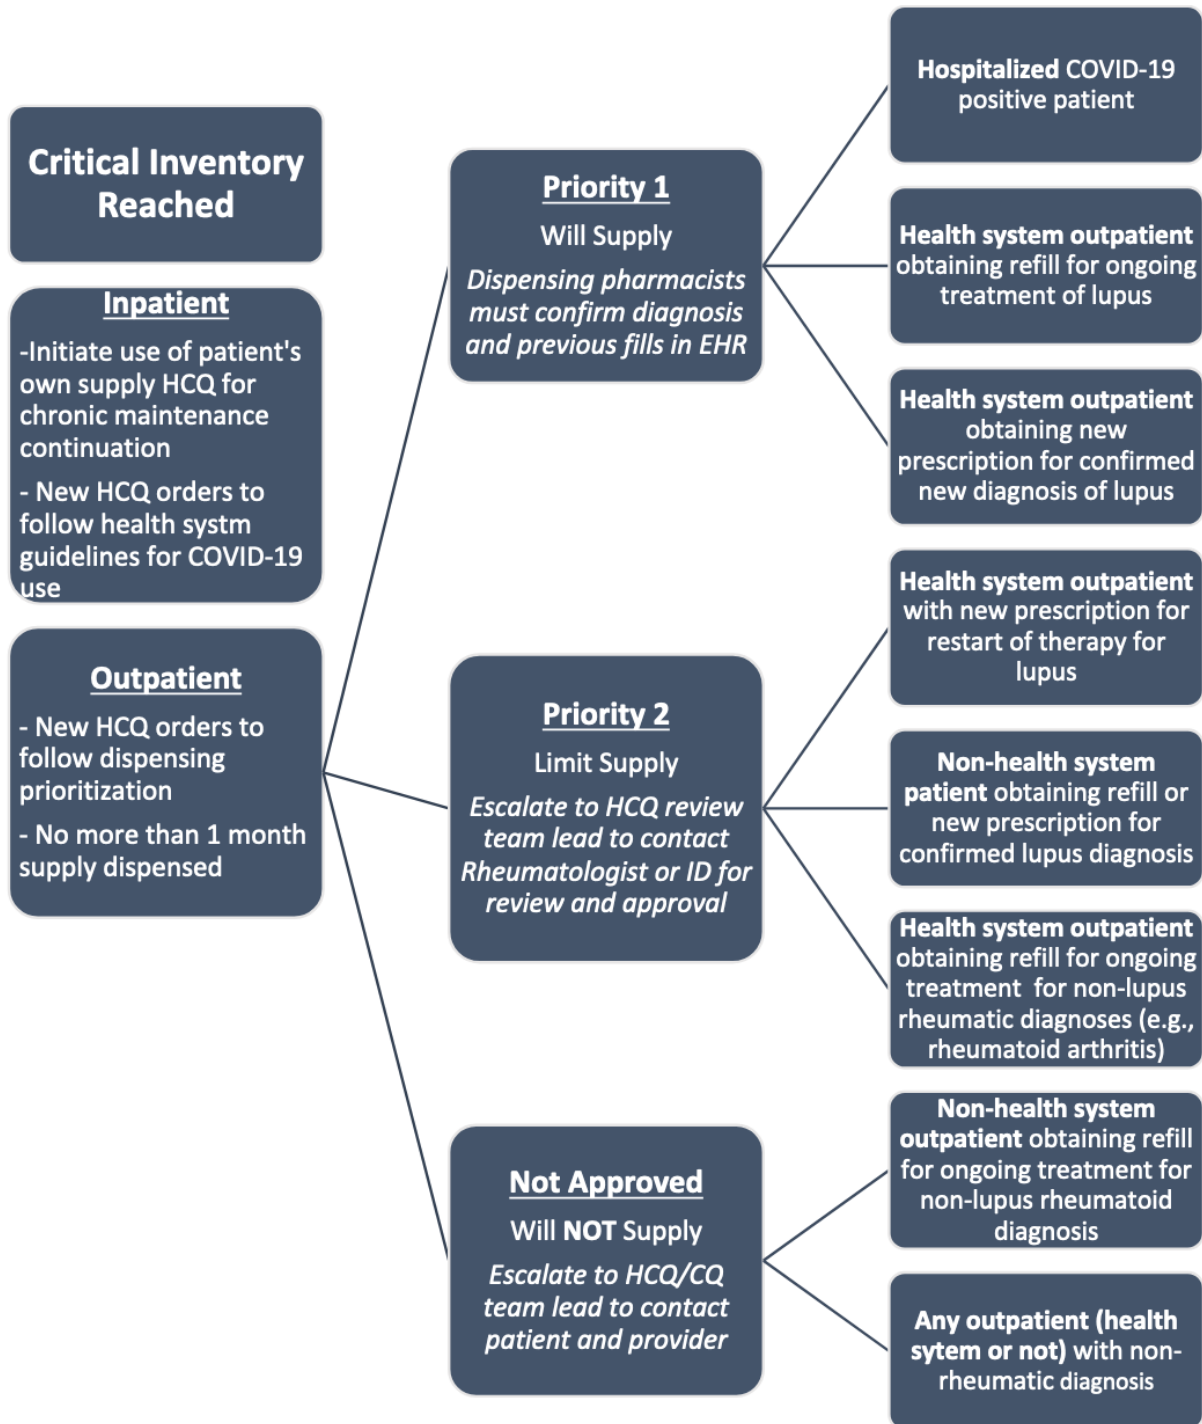 Critical Inventory
Reached
Inpatient
-Initiate use of patient's
own supply HCQ for
chronic maintenance
continuation
- New HCQ orders to
follow health systm
guidelines for COVID-19
use
Outpatient
- New HCQ orders to
follow dispensing
prioritization
- No more than 1 month
supply dispensed
Priority 1
Will Supply
Dispensing pharmacists
must confirm diagnosis
and previous fills in EHR
Priority 2
Limit Supply
Escalate to HCQ review
team lead to contact
Rheumatologist or ID for
review and approval
Not Approved
Will NOT Supply
Escalate to HCQ/CQ
team lead to contact
patient and provider
Hospitalized COVID-19
positive patient
Health system outpatient
obtaining refill for ongoing
treatment of lupus
Health system outpatient
obtaining new
prescription for confirmed
new diagnosis of lupus
Health system outpatient
with new prescription for
restart of therapy for
lupus
Non-health system
patient obtaining refill or
new prescription for
confirmed lupus diagnosis
Health system outpatient
obtaining refill for ongoing
treatment for non-lupus
rheumatic diagnoses (e.g.,
rheumatoid arthritis)
Non-health system
outpatient obtaining refill
for ongoing treatment for
non-lupus rheumatoid
diagnosis
Any outpatient (health
sytem or not) with non-
rheumatic diagnosis